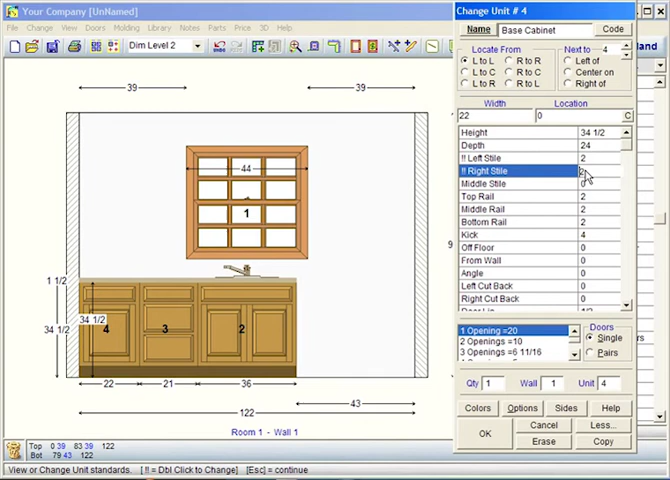 Your Company [UnNamed]
File Change Units Doors Molding Library Notes Price 3D Help
Dim Level 2
39 39
44
1
1 1/2
34 1/2
34 1/2
4 3 2
22 21 36
43
122
Room 1 - Wall 1
Top 0 39 83 39 122
Bot 79 43 122
View or Change Unit standards. [ !! = Dbl Click to Change] [Esc] = continue
Change Unit # 4
Name Base Cabinet Code
Locate From Next to 4
L to L R to R Left of
L to C R to C Center on
L to R R to L Right of
Width Location
22 0 C
Height 34 1/2
Depth 24
!! Left Stile 2
!! Right Stile 2
Middle Stile 0
Top Rail 2
Middle Rail 2
Bottom Rail 2
Kick 4
Off Floor 0
From Wall 0
Angle 0
Left Cut Back 0
Right Cut Back 0
1 Opening =20
2 Openings =10
3 Openings =6 11/16
Doors
Single
Pairs
Qty 1 Wall 1 Unit 4
Colors Options Sides Help
OK Cancel Less...
Erase Copy
land